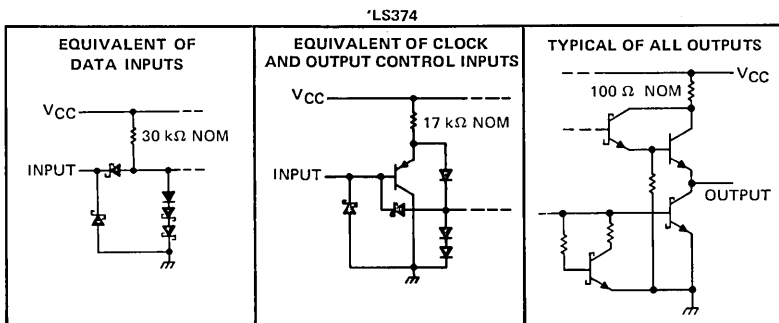 'LS374
EQUIVALENT OF
DATA INPUTS
VCC
30 kΩ NOM
INPUT
EQUIVALENT OF CLOCK
AND OUTPUT CONTROL INPUTS
VCC
17 kΩ NOM
INPUT
TYPICAL OF ALL OUTPUTS
VCC
100 Ω NOM
OUTPUT